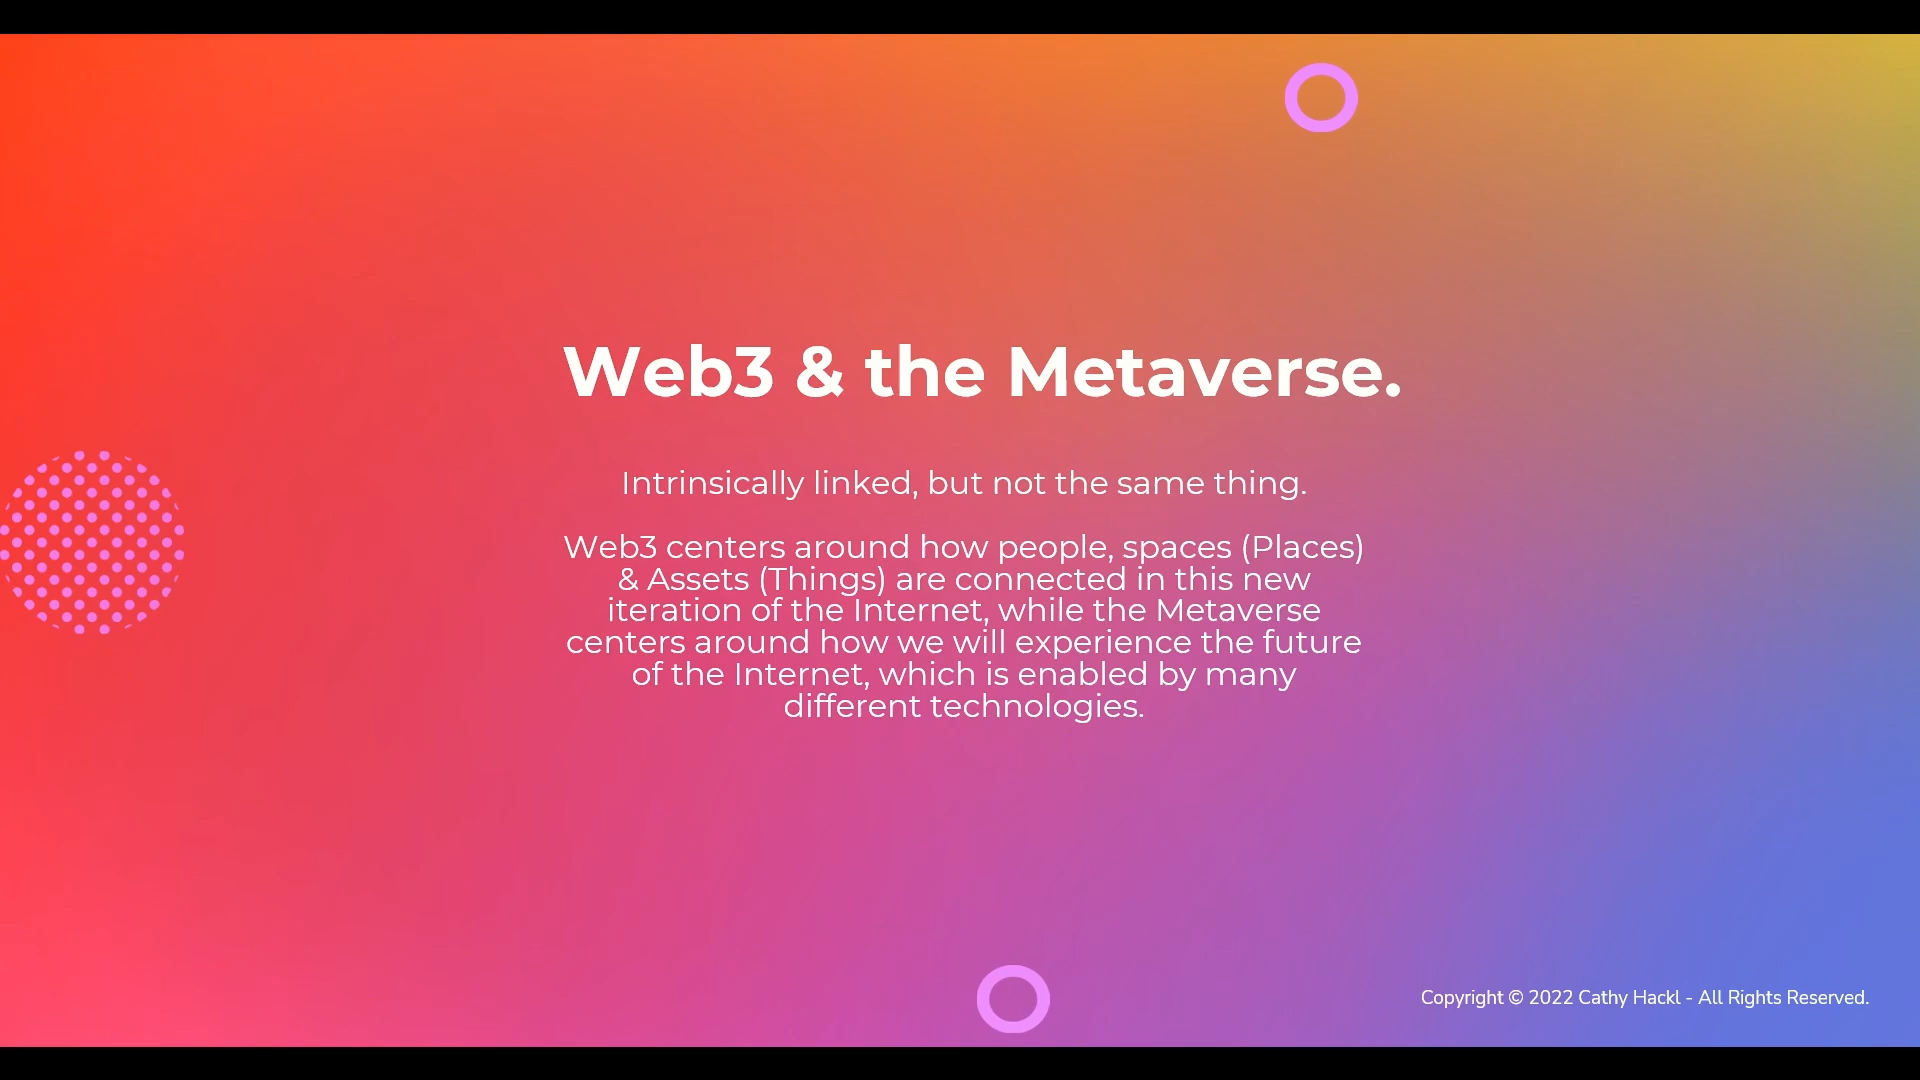 Web3 & the Metaverse.
Intrinsically linked, but not the same thing.
Web3 centers around how people, spaces (Places)
& Assets (Things) are connected in this new
iteration of the Internet, while the Metaverse
centers around how we will experience the future
of the Internet, which is enabled by many
different technologies.
Copyright © 2022 Cathy Hackl - All Rights Reserved.